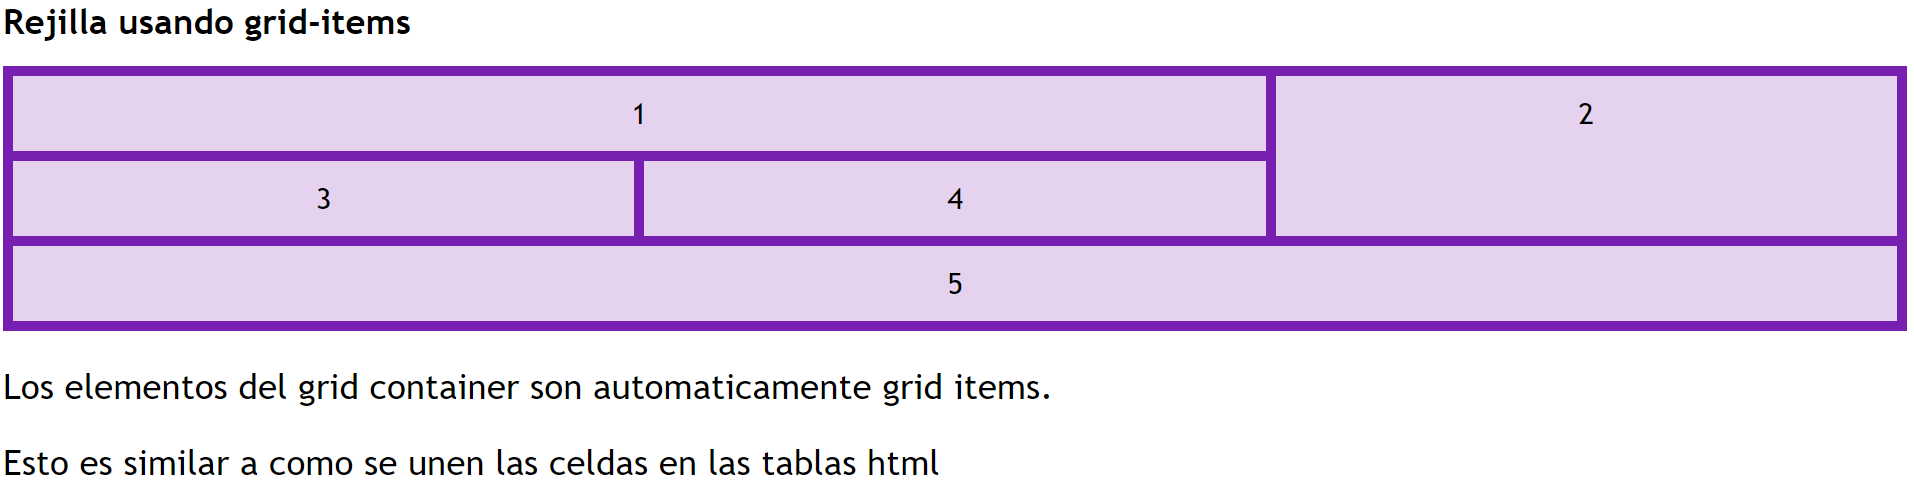 Rejilla usando grid-items
1
2
3
4
5
Los elementos del grid container son automaticamente grid items.
Esto es similar a como se unen las celdas en las tablas html